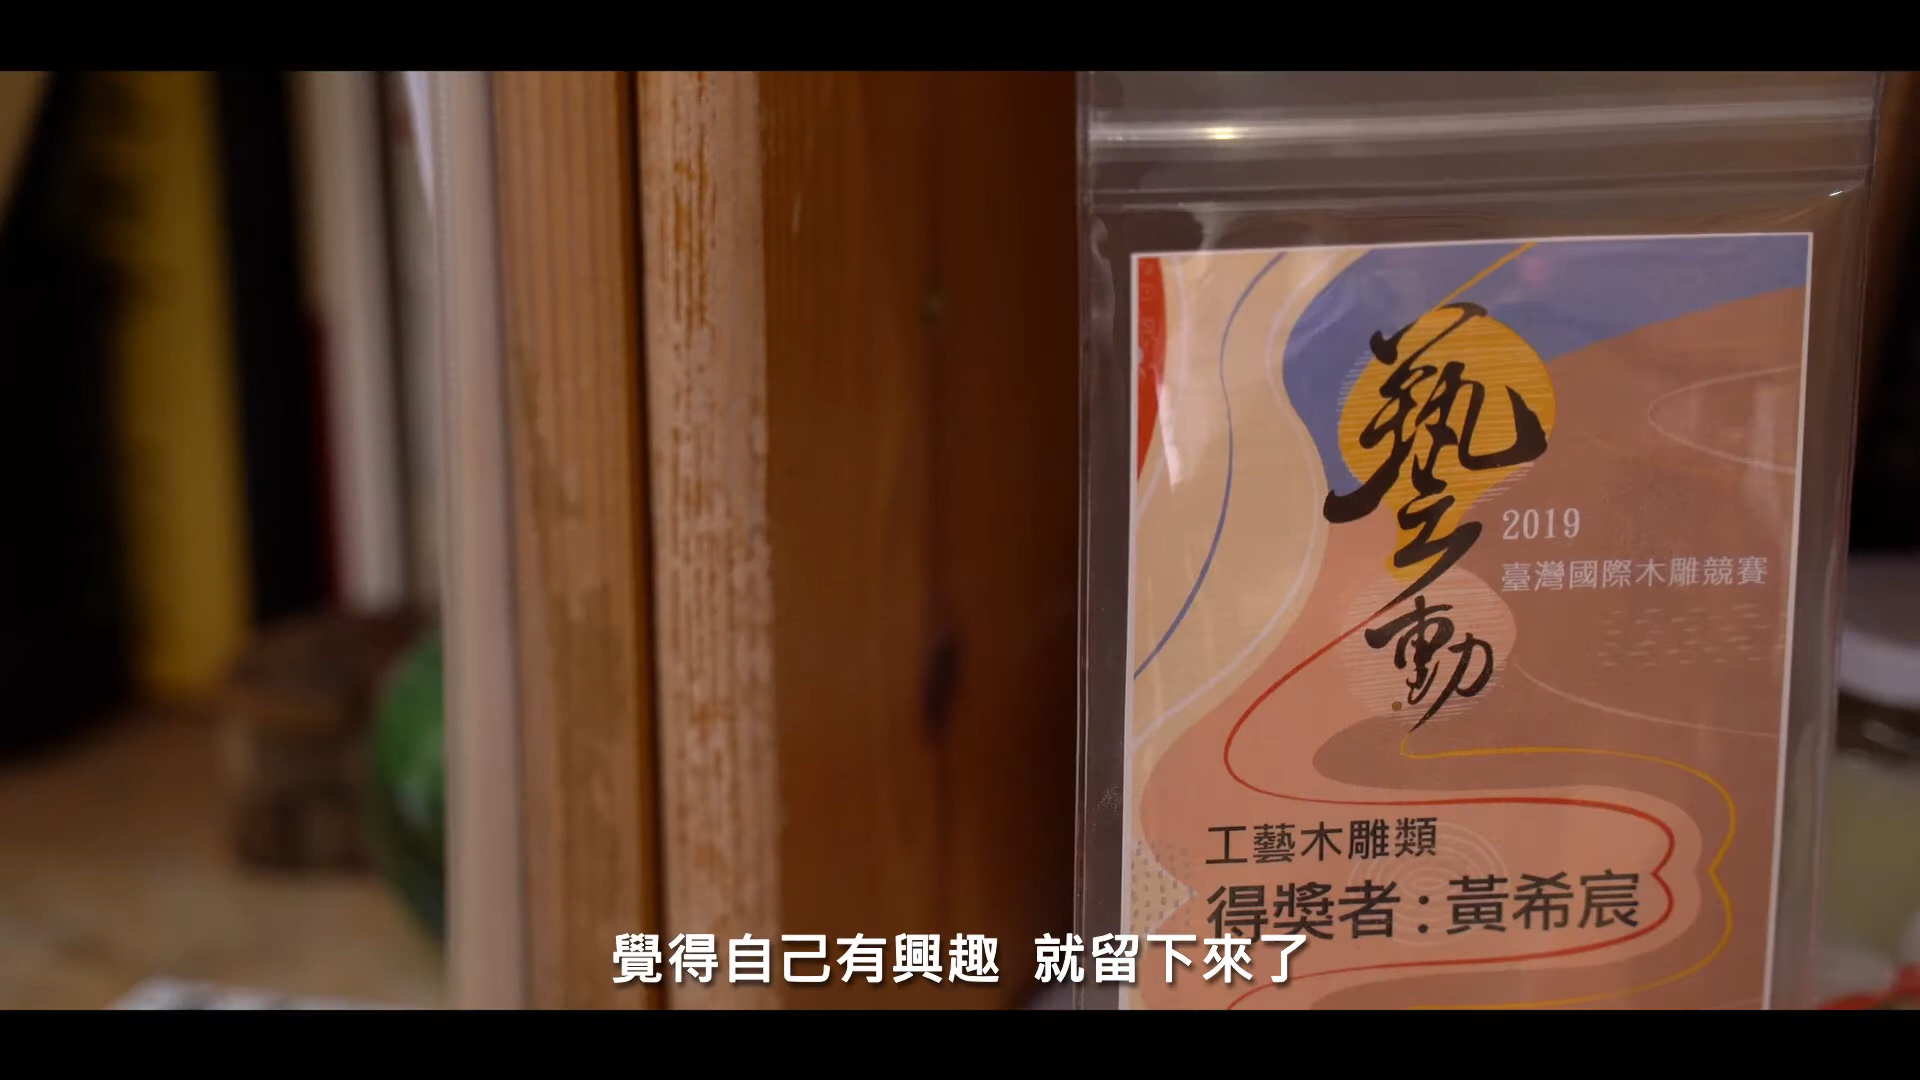 藝動
2019
臺灣國際木雕競賽
工藝木雕類
得獎者：黃希宸
覺得自己有興趣 就留下來了